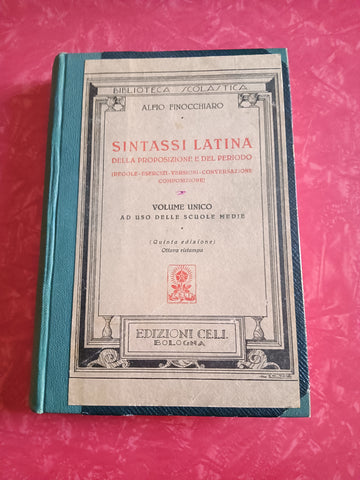 BIBLIOTECA SCOLASTICA
ALFIO FINOCCHIARO
SINTASSI LATINA
DELLA PROPOSIZIONE E DEL PERIODO
(REGOLE-ESERCIZI-VERSIONI-CONVERSAZIONE
COMPOSIZIONE)
VOLUME UNICO
AD USO DELLE SCUOLE MEDIE
(Quinta edizione)
Ottava ristampa
EDIZIONI CE.L.I.
BOLOGNA